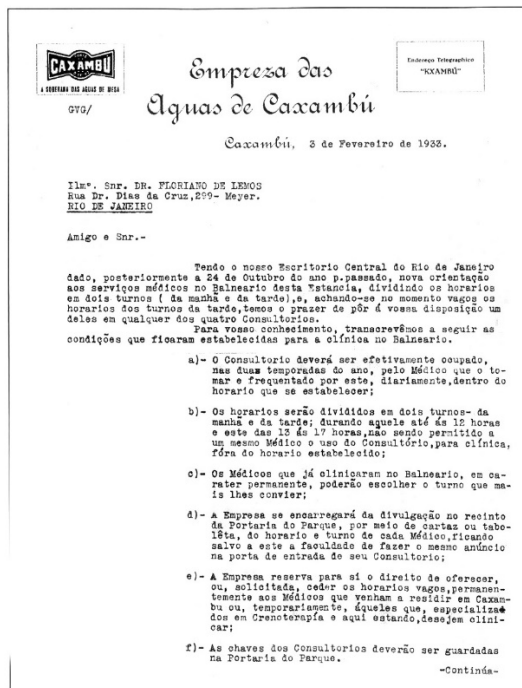 CAXAMBÚ
A SOBERANA DAS AGUAS DE MESA
GVG/
Empreza das
Aguas de Caxambú
Endereço Telegraphico
"KXAMBÚ"
Caxambú, 3 de Fevereiro de 1933.
Ilmº. Snr. DR. FLORIANO DE LEMOS
Rua Dr. Dias da Cruz,299- Meyer.
RIO DE JANEIRO
Amigo e Snr.-
Tendo o nosso Escritorio Central do Rio de Janeiro
dado, posteriormente a 24 de Outubro do ano p.passado, nova orientação
aos serviços médicos no Balneario desta Estancia, dividindo os horarios
em dois turnos ( da manhã e da tarde),e, achando-se no momento vagos os
horarios dos turnos da tarde,temos o prazer de pôr á vossa disposição um
deles em qualquer dos quatro Consultorios.
Para vosso conhecimento, transcrevêmos a seguir as
condições que ficaram estabelecidas para a clínica no Balneario.
a)- O Consultorio deverá ser efetivamente ocupado,
nas duas temporadas do ano, pelo Médico que o to-
mar e frequentado por este, diariamente,dentro do
horario que se estabelecer;
b)- Os horarios serão divididos em dois turnos- da
manhã e da tarde; durando aquele até ás 12 horas
e este das 13 ás 17 horas,não sendo permitido a
um mesmo Médico o uso do Consultório,para clínica,
fóra do horario estabelecido;
c)- Os Médicos que já clinicaram no Balneario, em ca-
rater permanente, poderão escolher o turno que ma-
is lhes convier;
d)- A Empresa se encarregará da divulgação no recinto
da Portaria do Parque, por meio de cartaz ou tabo-
lêta, do horario e turno de cada Médico,ficando
salvo a este a faculdade de fazer o mesmo anúncio
na porta de entrada de seu Consultorio;
e)- A Empresa reserva para si o direito de oferecer,
ou, solicitada, ceder os horarios vagos,permanen-
temente aos Médicos que venham a residir em Caxam-
bu ou, temporariamente, áqueles que, especializa-
dos em Crenoterapía e aqui estando,desejem clini-
car;
f)- As chaves dos Consultorios deverão ser guardadas
na Portaria do Parque.
-Continúa-